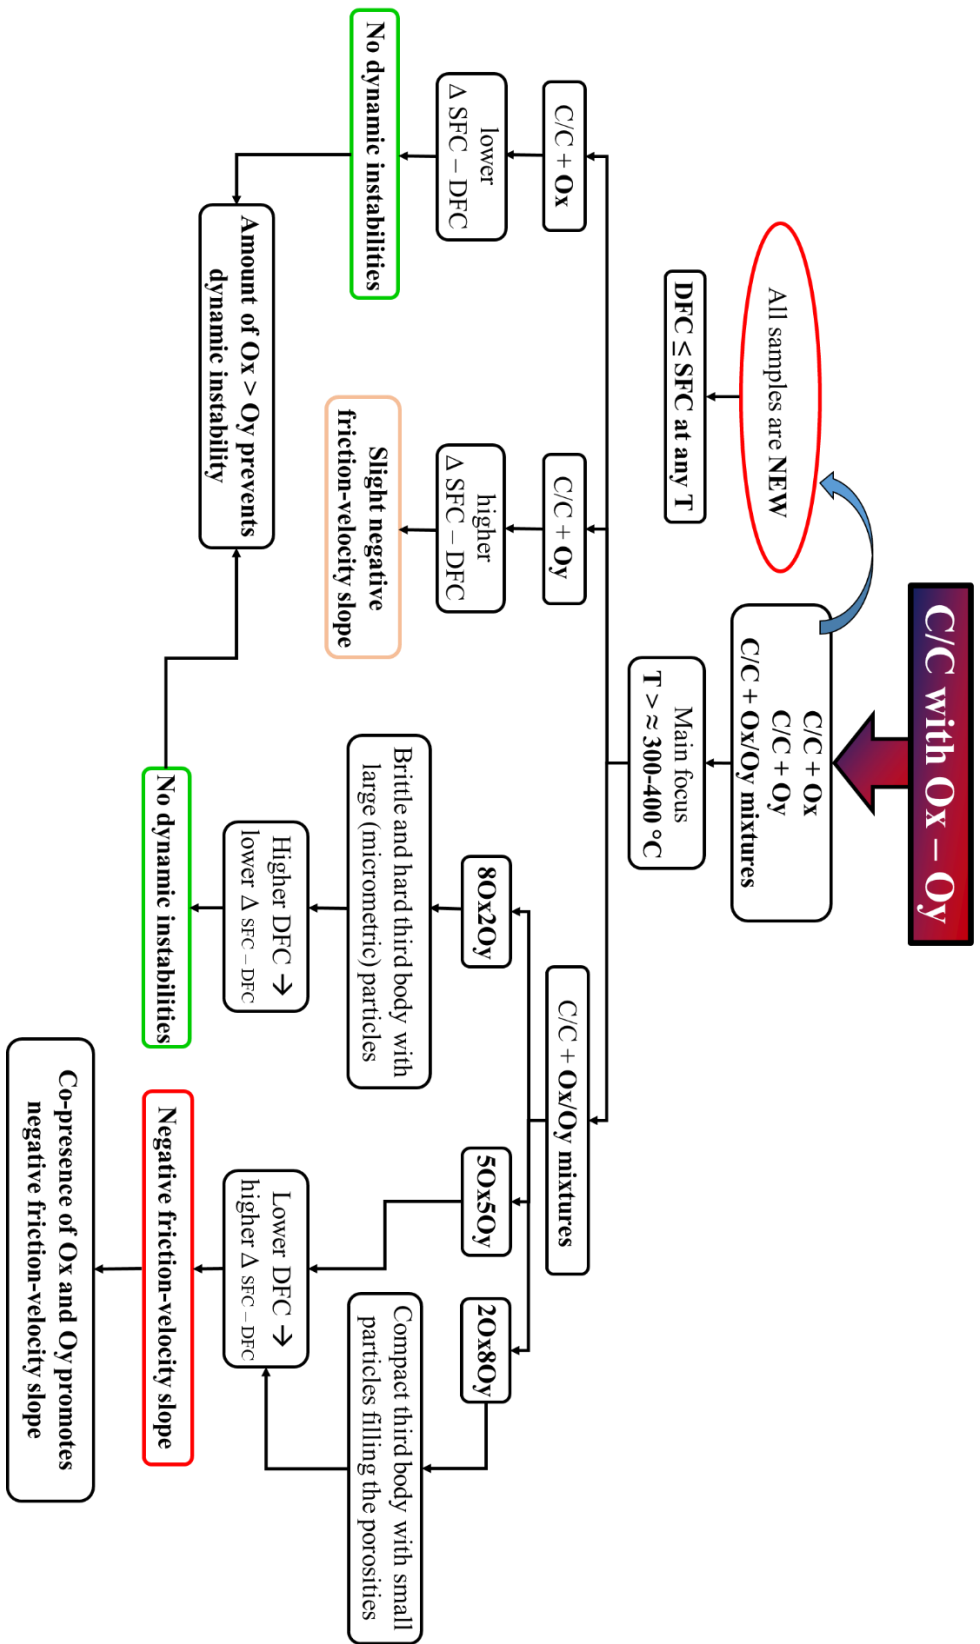 C/C with Ox – Oy
C/C + Ox
C/C + Oy
C/C + Ox/Oy mixtures
All samples are NEW
DFC ≤ SFC at any T
Main focus
T > ≈ 300-400 °C
C/C + Ox
lower
Δ SFC – DFC
No dynamic instabilities
C/C + Oy
higher
Δ SFC – DFC
Slight negative
friction-velocity slope
C/C + Ox/Oy mixtures
8Ox2Oy
Brittle and hard third body with
large (micrometric) particles
Higher DFC →
lower Δ SFC – DFC
No dynamic instabilities
Amount of Ox > Oy prevents
dynamic instability
5Ox5Oy
2Ox8Oy
Compact third body with small
particles filling the porosities
Lower DFC →
higher Δ SFC – DFC
Negative friction-velocity slope
Co-presence of Ox and Oy promotes
negative friction-velocity slope